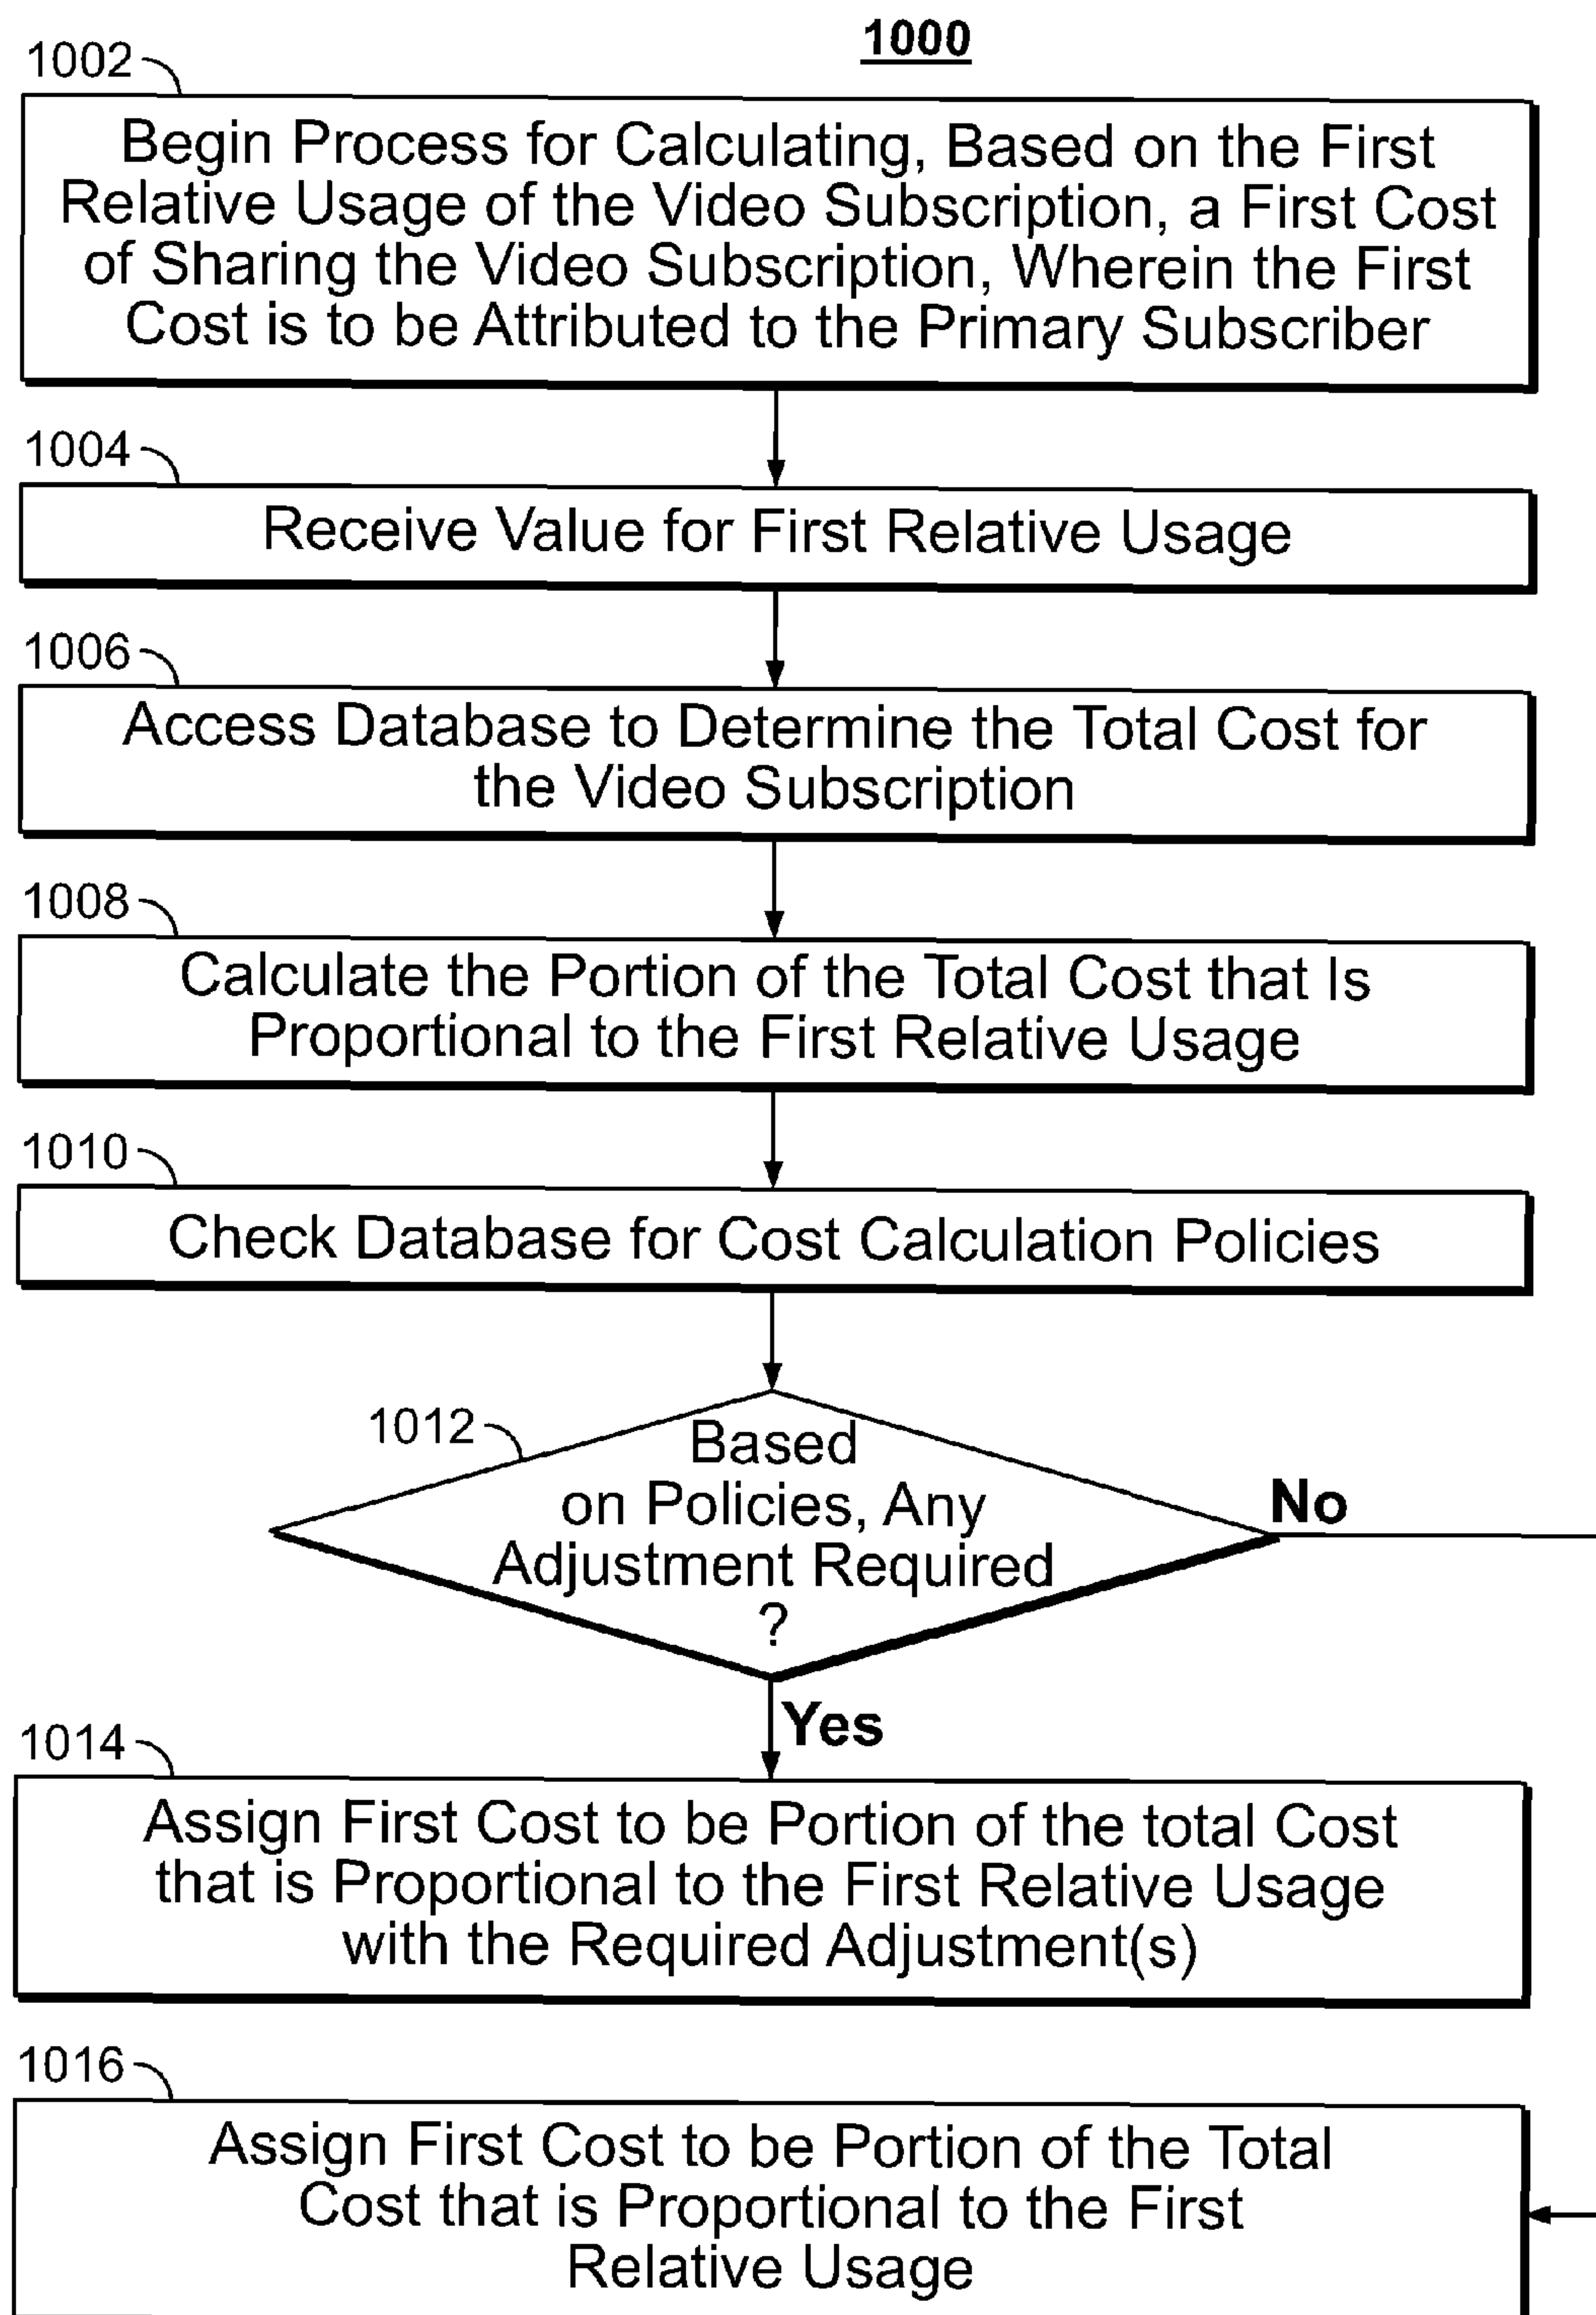 1000
1002
Begin Process for Calculating, Based on the First
Relative Usage of the Video Subscription, a First Cost
of Sharing the Video Subscription, Wherein the First
Cost is to be Attributed to the Primary Subscriber
1004
Receive Value for First Relative Usage
1006
Access Database to Determine the Total Cost for
the Video Subscription
1008
Calculate the Portion of the Total Cost that Is
Proportional to the First Relative Usage
1010
Check Database for Cost Calculation Policies
1012
Based
on Policies, Any
Adjustment Required
?
No
Yes
1014
Assign First Cost to be Portion of the total Cost
that is Proportional to the First Relative Usage
with the Required Adjustment(s)
1016
Assign First Cost to be Portion of the Total
Cost that is Proportional to the First
Relative Usage